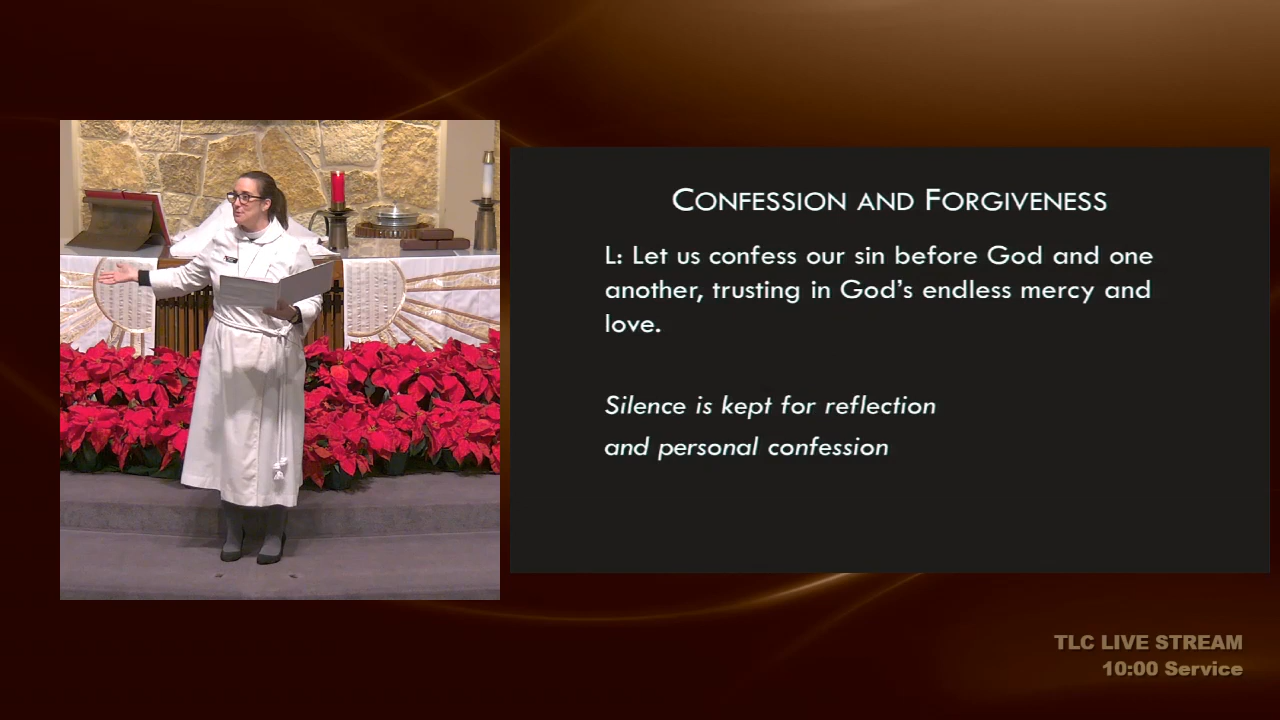 CONFESSION AND FORGIVENESS
L: Let us confess our sin before God and one
another, trusting in God's endless mercy and
love.
Silence is kept for reflection
and personal confession
TLC LIVE STREAM
10:00 Service